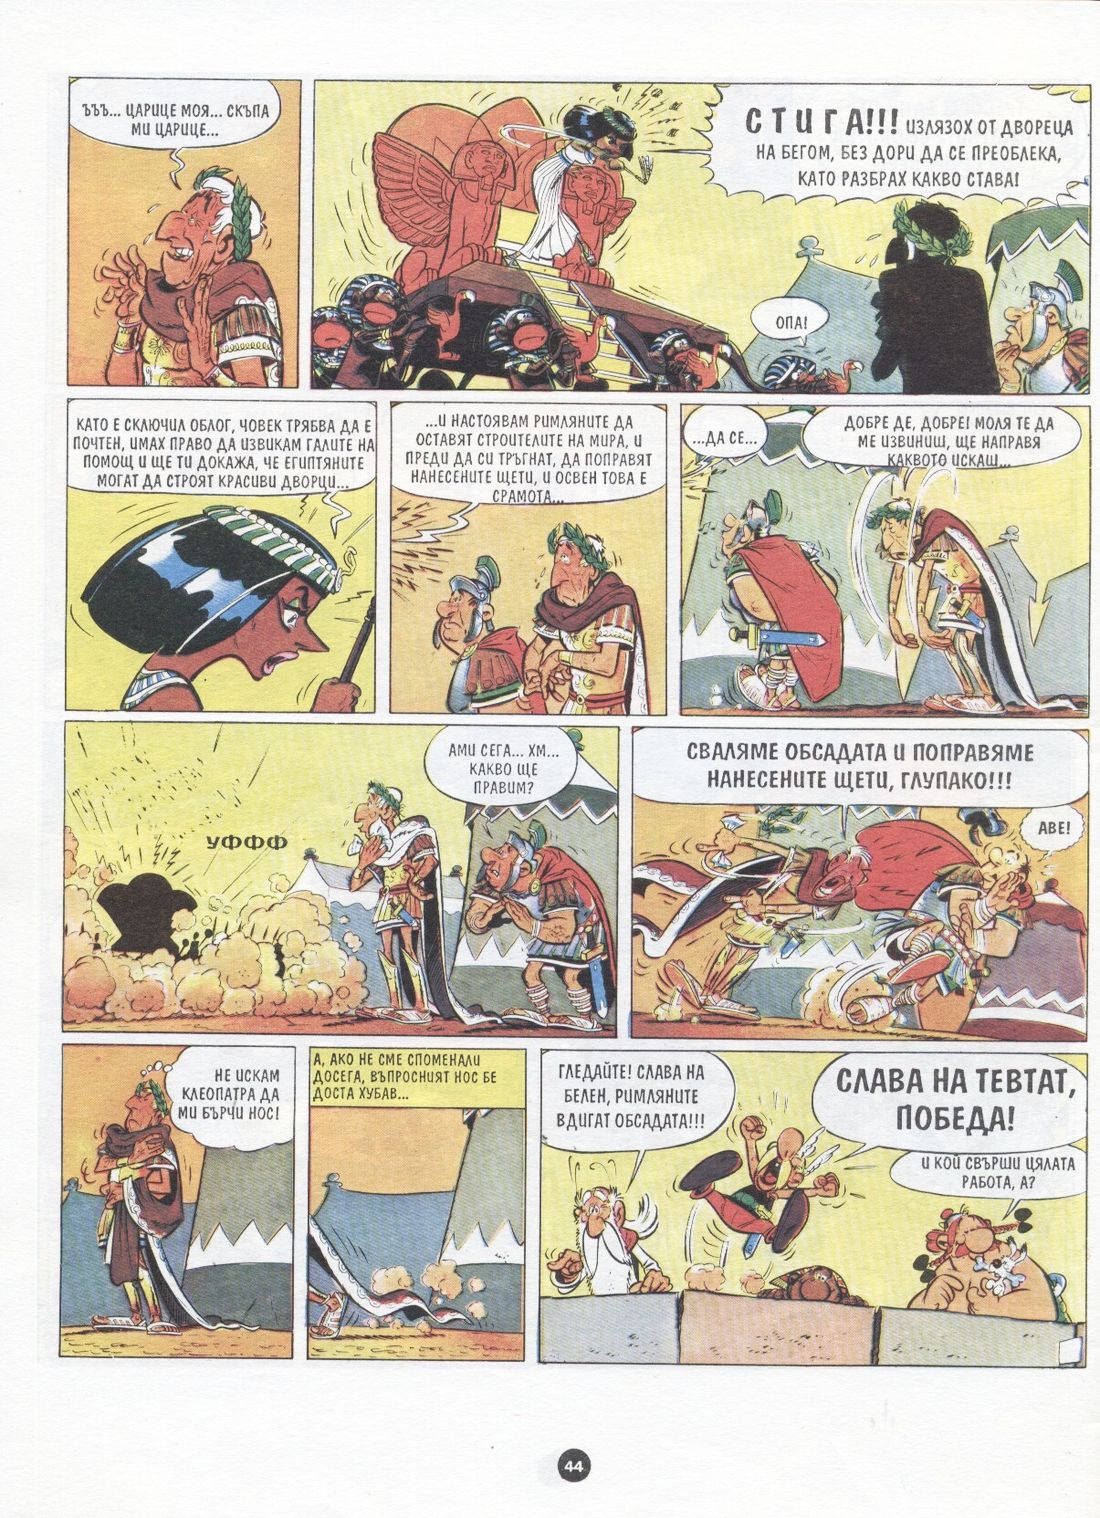 ЪЪЪ... ЦАРИЦЕ МОЯ... СКЪПА
МИ ЦАРИЦЕ...
СТИГА!!! ИЗЛЯЗОХ ОТ ДВОРЕЦА
НА БЕГОМ, БЕЗ ДОРИ ДА СЕ ПРЕОБЛЕКА,
КАТО РАЗБРАХ КАКВО СТАВА!
ОПА!
КАТО Е СКЛЮЧИЛ ОБЛОГ, ЧОВЕК ТРЯБВА ДА Е
ПОЧТЕН, ИМАХ ПРАВО ДА ИЗВИКАМ ГАЛИТЕ НА
ПОМОЩ И ЩЕ ТИ ДОКАЖА, ЧЕ ЕГИПТЯНИТЕ
МОГАТ ДА СТРОЯТ КРАСИВИ ДВОРЦИ...
...И НАСТОЯВАМ РИМЛЯНИТЕ ДА
ОСТАВЯТ СТРОИТЕЛИТЕ НА МИРА, И
ПРЕДИ ДА СИ ТРЪГНАТ, ДА ПОПРАВЯТ
НАНЕСЕНИТЕ ЩЕТИ, И ОСВЕН ТОВА Е
СРАМОТА...
...ДА СЕ...
ДОБРЕ ДЕ, ДОБРЕ! МОЛЯ ТЕ ДА
МЕ ИЗВИНИШ, ЩЕ НАПРАВЯ
КАКВОТО ИСКАШ...
УФФФ
АМИ СЕГА... ХМ...
КАКВО ЩЕ
ПРАВИМ?
СВАЛЯМЕ ОБСАДАТА И ПОПРАВЯМЕ
НАНЕСЕНИТЕ ЩЕТИ, ГЛУПАКО!!!
АВЕ!
НЕ ИСКАМ
КЛЕОПАТРА ДА
МИ БЪРЧИ НОС!
А, АКО НЕ СМЕ СПОМЕНАЛИ
ДОСЕГА, ВЪПРОСНИЯТ НОС БЕ
ДОСТА ХУБАВ...
ГЛЕДАЙТЕ! СЛАВА НА
БЕЛЕН, РИМЛЯНИТЕ
ВДИГАТ ОБСАДАТА!!!
СЛАВА НА ТЕВТАТ,
ПОБЕДА!
И КОЙ СВЪРШИ ЦЯЛАТА
РАБОТА, А?
44